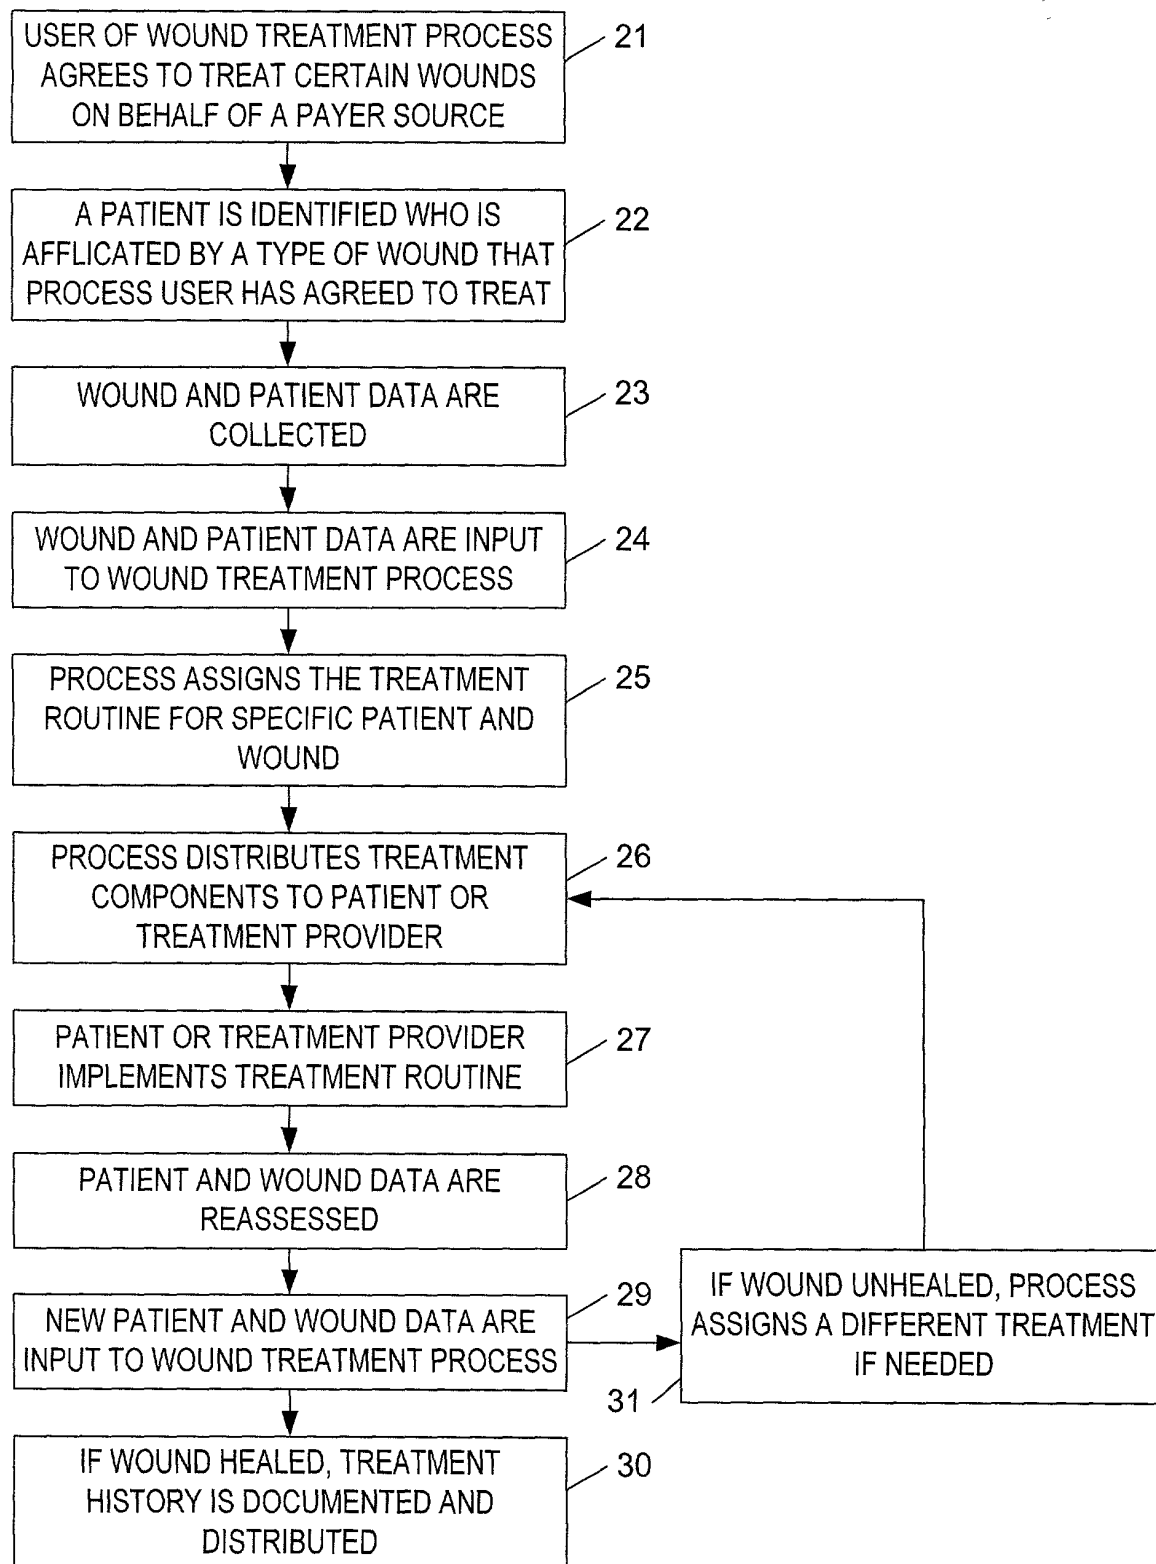 USER OF WOUND TREATMENT PROCESS
AGREES TO TREAT CERTAIN WOUNDS
ON BEHALF OF A PAYER SOURCE
21
A PATIENT IS IDENTIFIED WHO IS
AFFLICATED BY A TYPE OF WOUND THAT
PROCESS USER HAS AGREED TO TREAT
22
WOUND AND PATIENT DATA ARE
COLLECTED
23
WOUND AND PATIENT DATA ARE INPUT
TO WOUND TREATMENT PROCESS
24
PROCESS ASSIGNS THE TREATMENT
ROUTINE FOR SPECIFIC PATIENT AND
WOUND
25
PROCESS DISTRIBUTES TREATMENT
COMPONENTS TO PATIENT OR
TREATMENT PROVIDER
26
PATIENT OR TREATMENT PROVIDER
IMPLEMENTS TREATMENT ROUTINE
27
PATIENT AND WOUND DATA ARE
REASSESSED
28
NEW PATIENT AND WOUND DATA ARE
INPUT TO WOUND TREATMENT PROCESS
29
IF WOUND UNHEALED, PROCESS
ASSIGNS A DIFFERENT TREATMENT
IF NEEDED
31
IF WOUND HEALED, TREATMENT
HISTORY IS DOCUMENTED AND
DISTRIBUTED
30